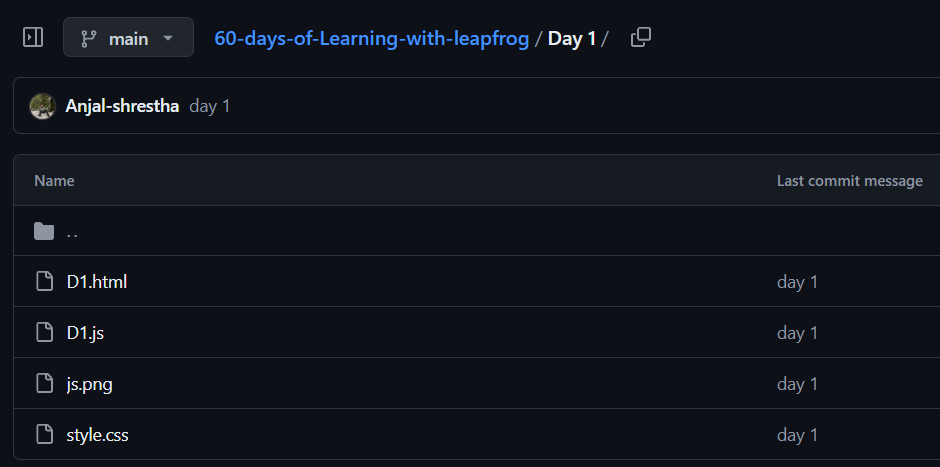 main 60-days-of-Learning-with-leapfrog / Day 1 /
Anjal-shrestha day 1
Name Last commit message
..
D1.html day 1
D1.js day 1
js.png day 1
style.css day 1